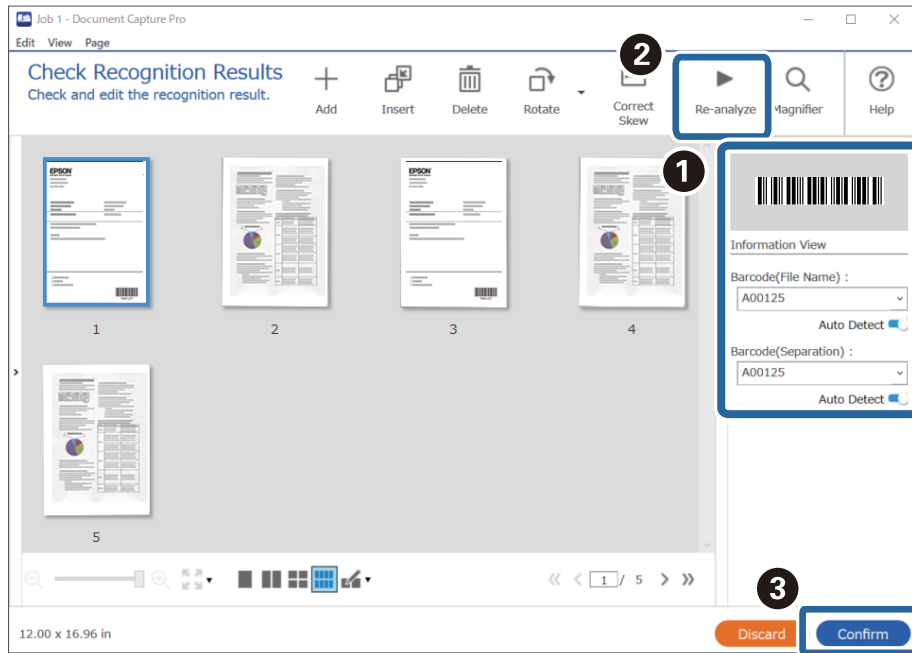 Job 1 - Document Capture Pro
Edit View Page
Check Recognition Results
Check and edit the recognition result.
Add
Insert
Delete
Rotate
Correct
Skew
2
Re-analyze
Magnifier
Help
1
EPSON
EPSON
Information View
Barcode(File Name) :
A00125
Auto Detect
Barcode(Separation) :
A00125
Auto Detect
1
2
3
4
5
1 / 5
3
12.00 x 16.96 in
Discard
Confirm